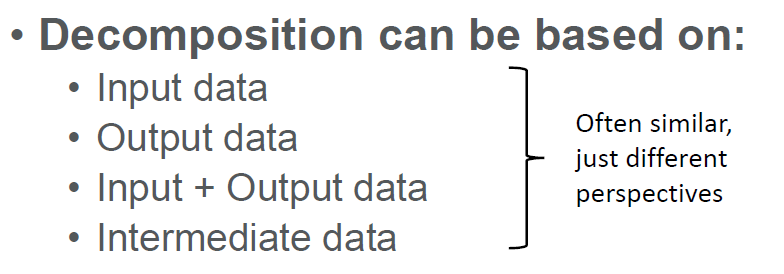 • Decomposition can be based on:
• Input data
• Output data
• Input + Output data
• Intermediate data
Often similar,
just different
perspectives